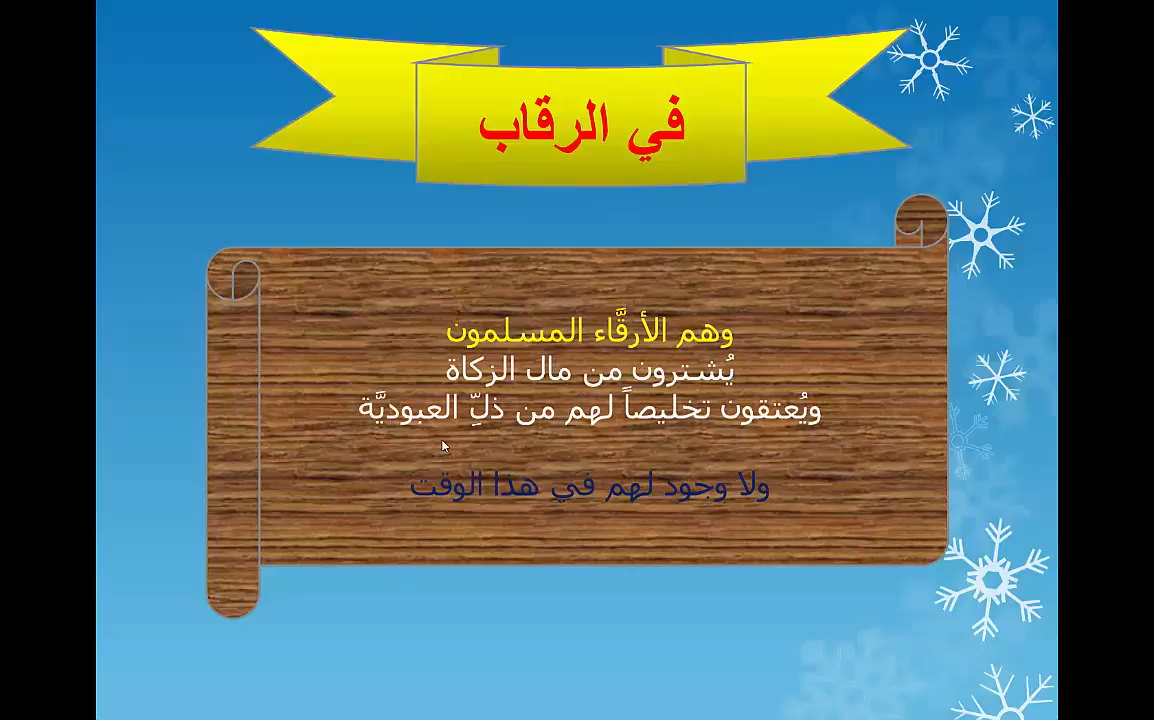 في الرقاب
وهم الأرقَّاء المسلمون
يُشترون من مال الزكاة
ويُعتقون تخليصاً لهم من ذلِّ العبوديَّة
ولا وجود لهم في هذا الوقت